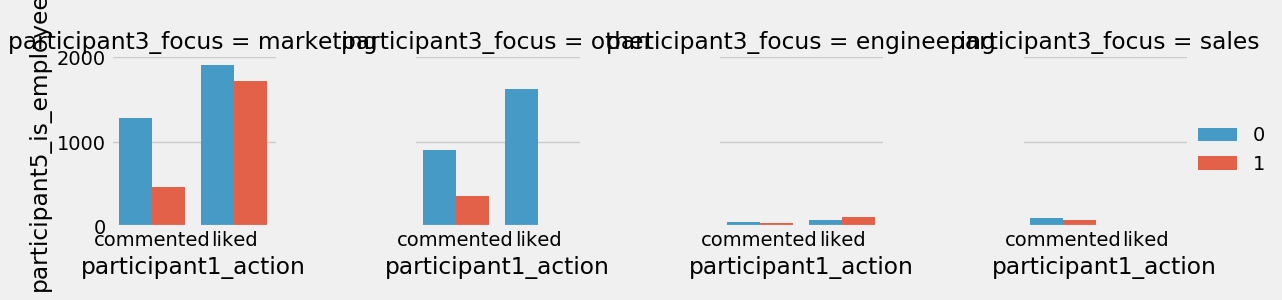 participant3_focus = marketing
participant3_focus = other
participant3_focus = engineering
participant3_focus = sales
participant5_is_employee
2000
1000
0
commented liked
commented liked
commented liked
commented liked
participant1_action
participant1_action
participant1_action
participant1_action
0
1